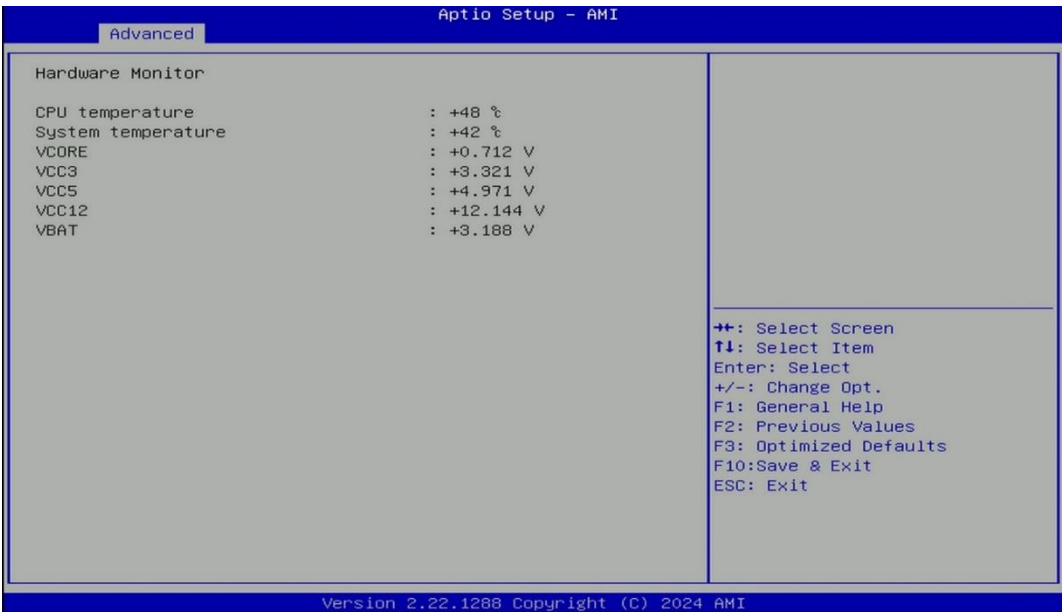 Aptio Setup – AMI
Advanced
Hardware Monitor
CPU temperature : +48 ℃
System temperature : +42 ℃
VCORE : +0.712 V
VCC3 : +3.321 V
VCC5 : +4.971 V
VCC12 : +12.144 V
VBAT : +3.188 V
→←: Select Screen
↑↓: Select Item
Enter: Select
+/-: Change Opt.
F1: General Help
F2: Previous Values
F3: Optimized Defaults
F10:Save & Exit
ESC: Exit
Version 2.22.1288 Copyright (C) 2024 AMI